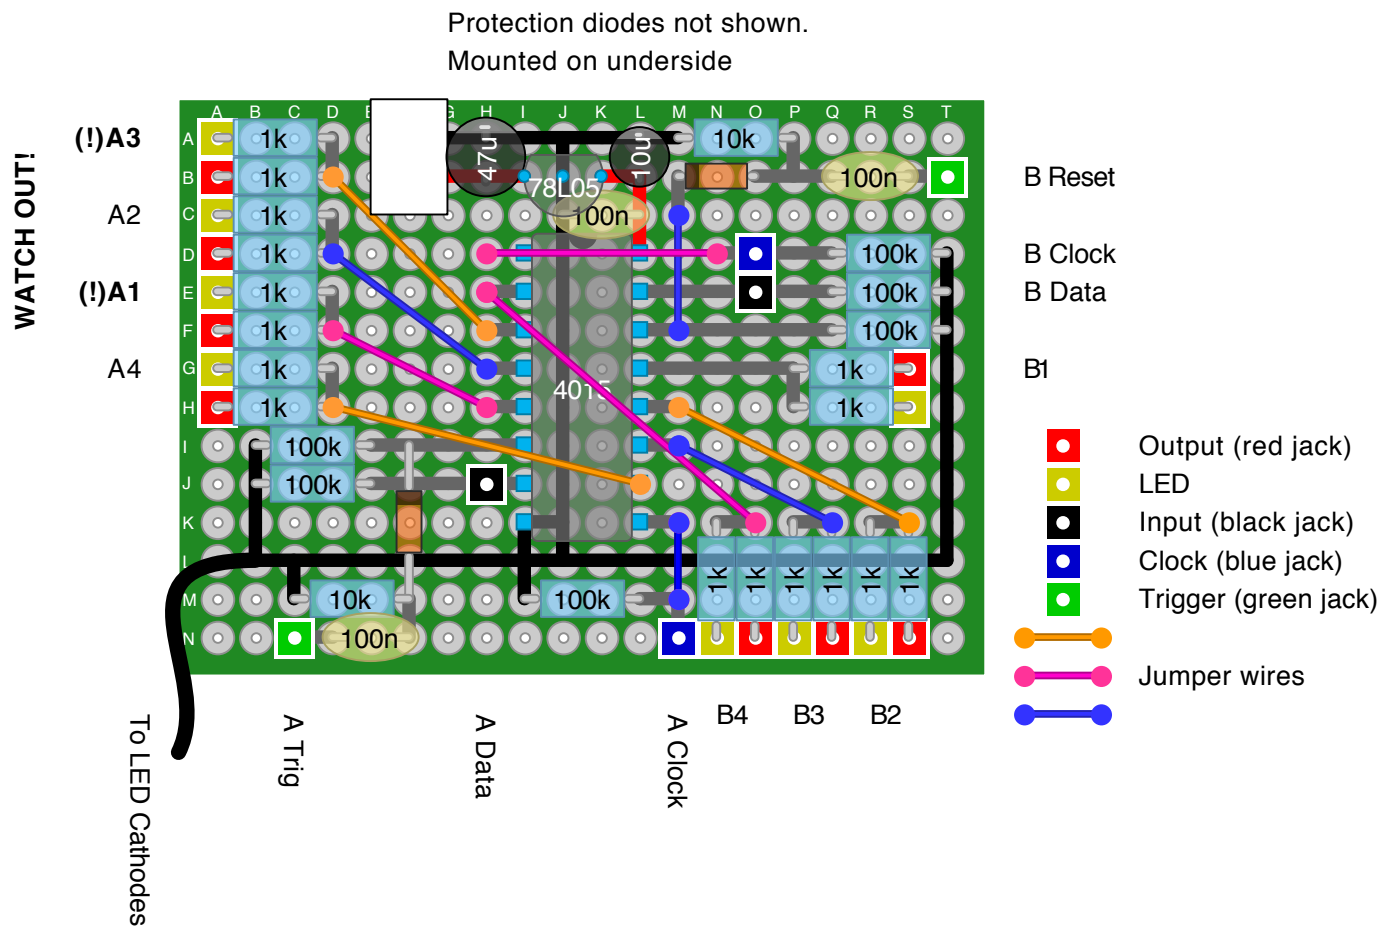 Protection diodes not shown.
Mounted on underside
WATCH OUT!
A B C D E G H I J K L M N O P Q R S T
A
B
C
D
E
F
G
H
I
J
K
L
M
N
(!)A3
A2
(!)A1
A4
1k
1k
1k
1k
1k
1k
1k
1k
47u
10u
10k
78L05
100n
100n
B Reset
100k
B Clock
100k
B Data
100k
4015
1k
B1
1k
100k
100k
10k
100n
100k
1k
1k
1k
1k
1k
1k
Output (red jack)
LED
Input (black jack)
Clock (blue jack)
Trigger (green jack)
Jumper wires
To LED Cathodes
A Trig
A Data
A Clock
B4
B3
B2